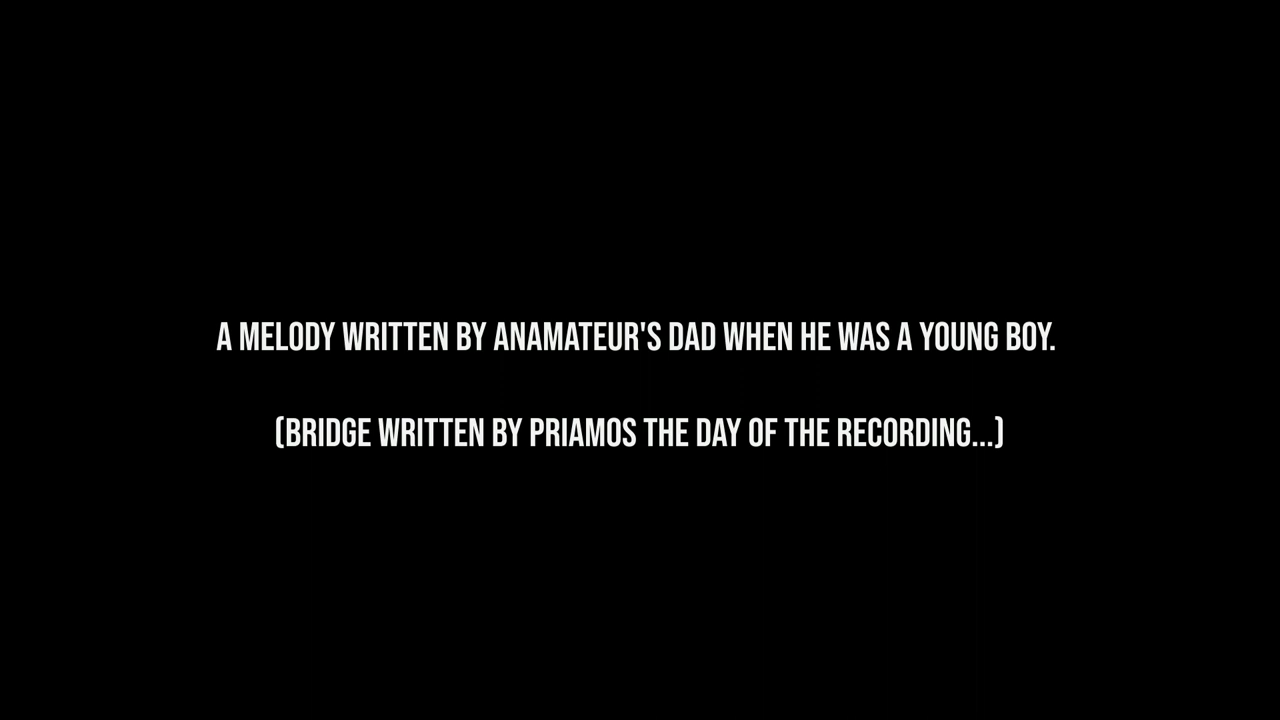 A MELODY WRITTEN BY ANAMATEUR'S DAD WHEN HE WAS A YOUNG BOY.
(BRIDGE WRITTEN BY PRIAMOS THE DAY OF THE RECORDING...)